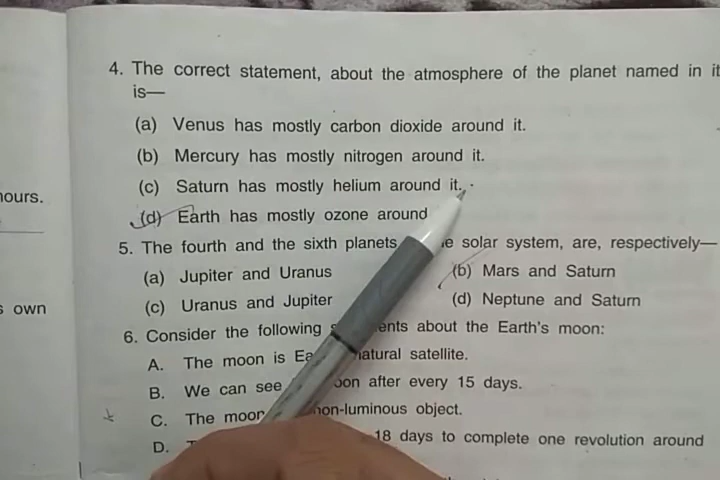 4. The correct statement, about the atmosphere of the planet named in it
is—
(a) Venus has mostly carbon dioxide around it.
(b) Mercury has mostly nitrogen around it.
(c) Saturn has mostly helium around it.
(d) Earth has mostly ozone around
5. The fourth and the sixth planets solar system, are, respectively—
(a) Jupiter and Uranus
(b) Mars and Saturn
(c) Uranus and Jupiter
(d) Neptune and Saturn
6. Consider the following about the Earth's moon:
A. The moon is satellite.
B. We can see after every 15 days.
C. The moon non-luminous object.
D. 18 days to complete one revolution around
s own